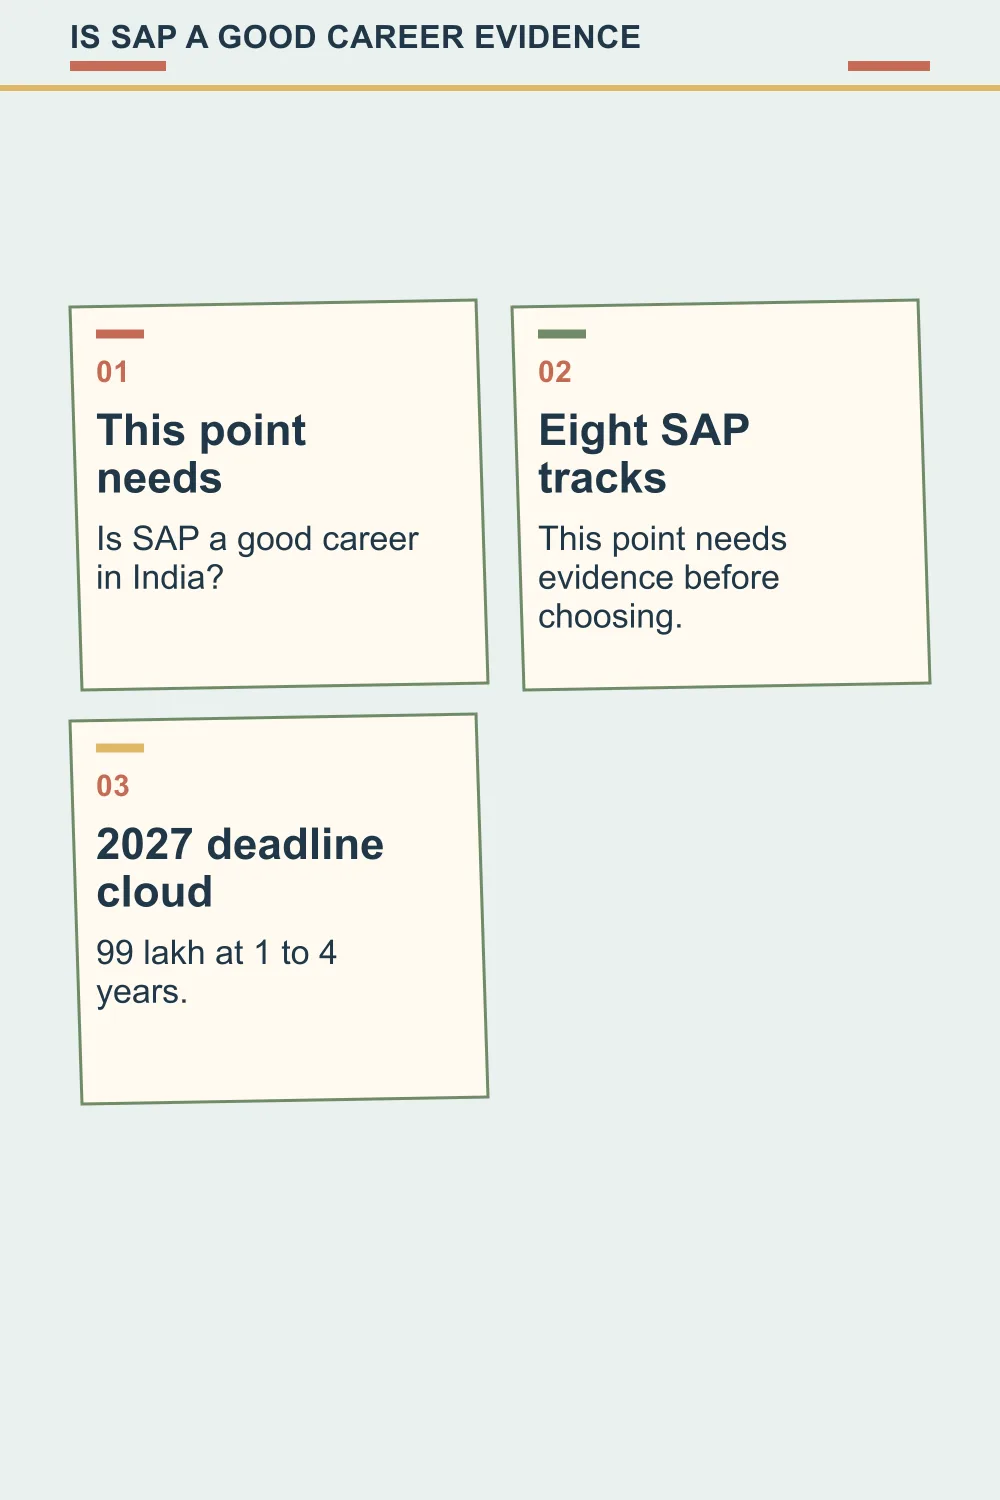 IS SAP A GOOD CAREER EVIDENCE
01
This point
needs
Is SAP a good career
in India?
02
Eight SAP
tracks
This point needs
evidence before
choosing.
03
2027 deadline
cloud
99 lakh at 1 to 4
years.